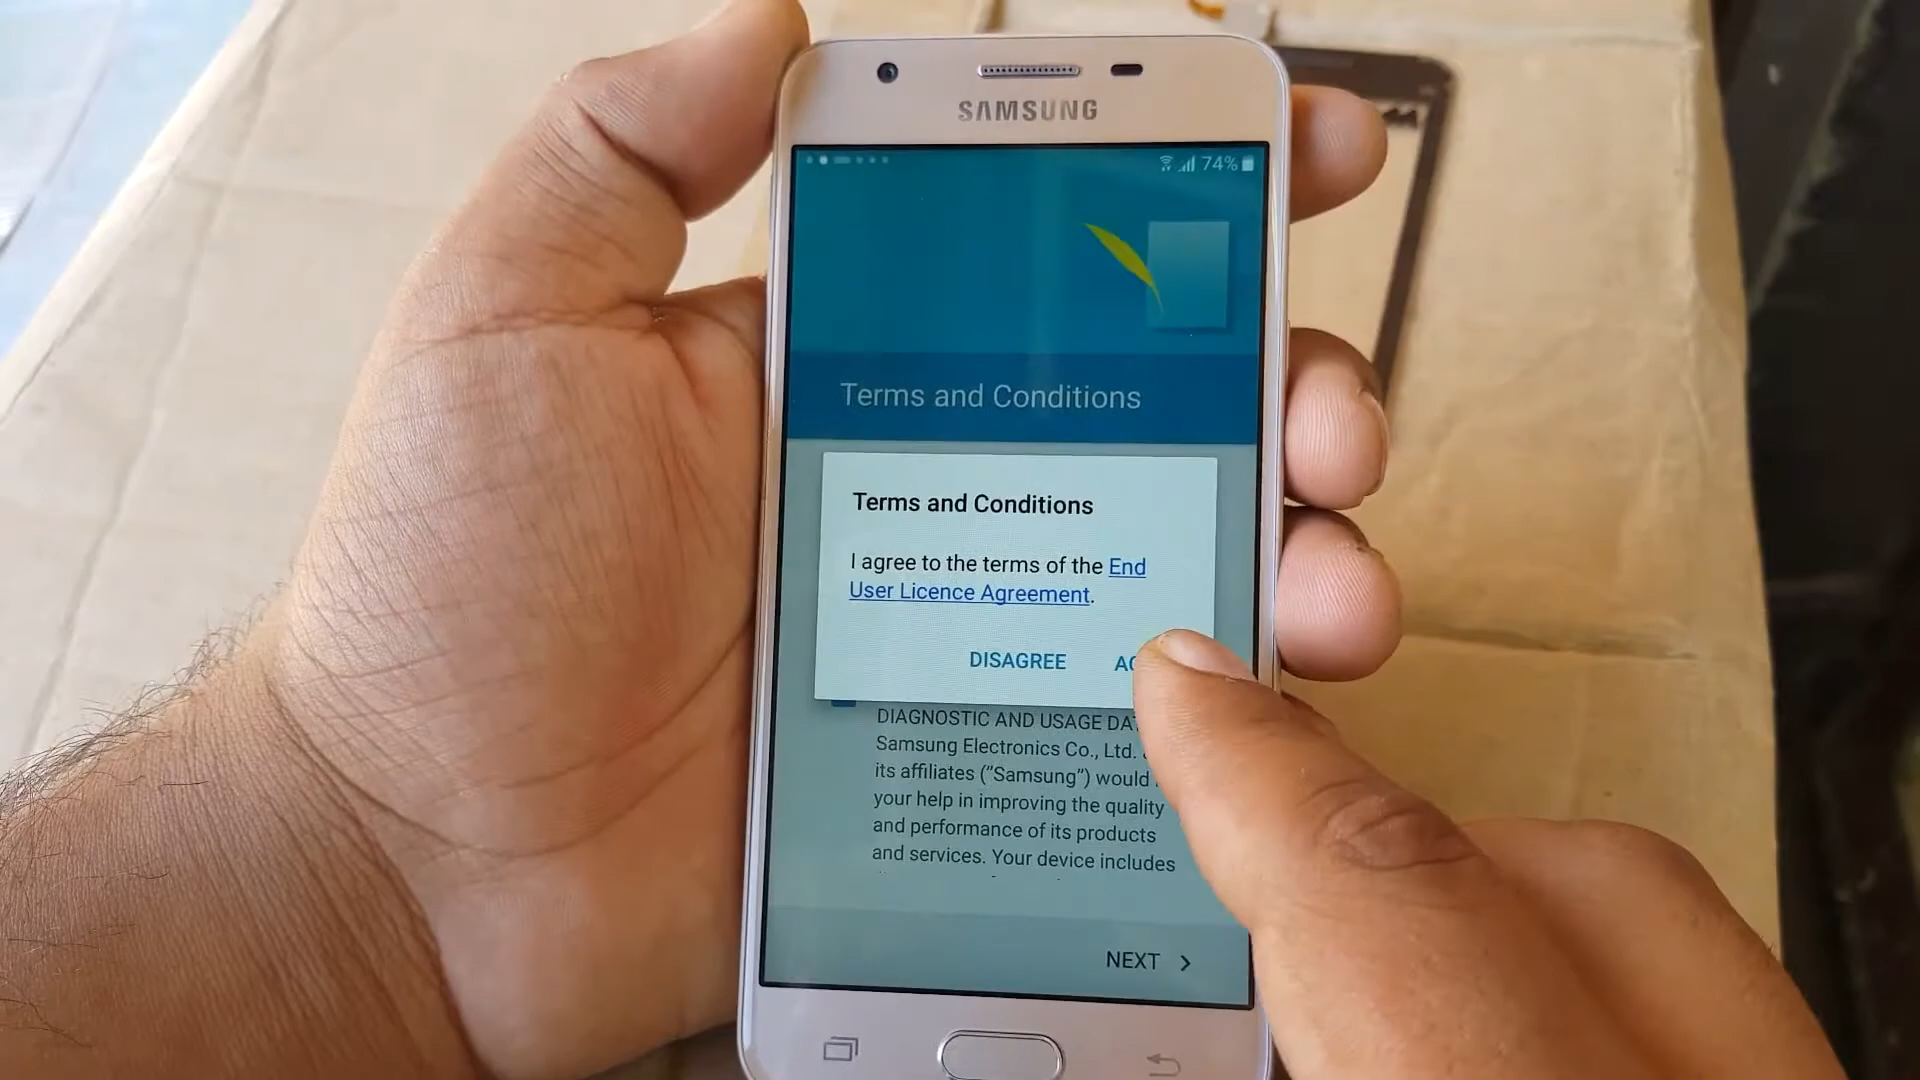 SAMSUNG
74%
Terms and Conditions
Terms and Conditions
I agree to the terms of the End
User Licence Agreement.
DISAGREE
DIAGNOSTIC AND USAGE
Samsung Electronics Co., Ltd.
its affiliates ("Samsung") would
your help in improving the quality
and performance of its products
and services. Your device includes
NEXT >